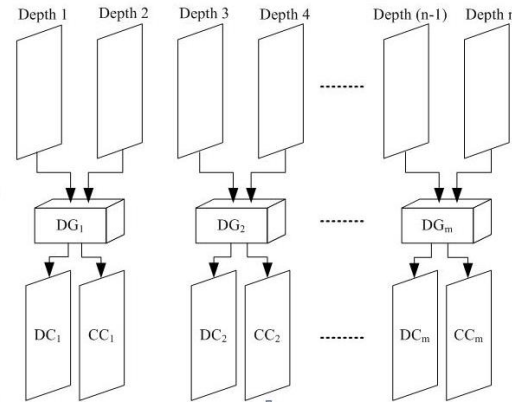 Depth 1 Depth 2 Depth 3 Depth 4 Depth (n-1) Depth n
DG1 DG2 DGm
DC1 CC1 DC2 CC2 DCm CCm